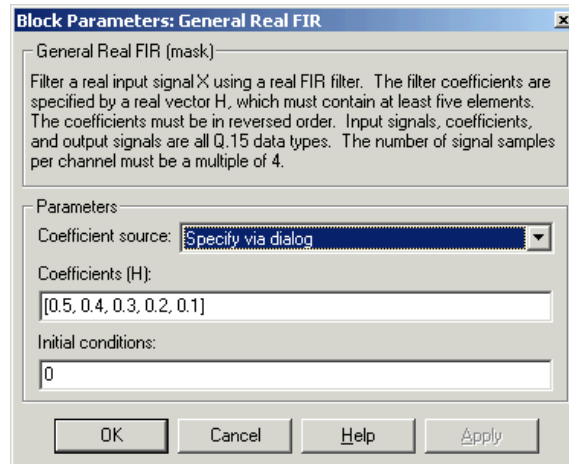 Block Parameters: General Real FIR
General Real FIR (mask)
Filter a real input signal X using a real FIR filter. The filter coefficients are
specified by a real vector H, which must contain at least five elements.
The coefficients must be in reversed order. Input signals, coefficients,
and output signals are all Q.15 data types. The number of signal samples
per channel must be a multiple of 4.
Parameters
Coefficient source: Specify via dialog
Coefficients (H):
[0.5, 0.4, 0.3, 0.2, 0.1]
Initial conditions:
0
OK Cancel Help Apply